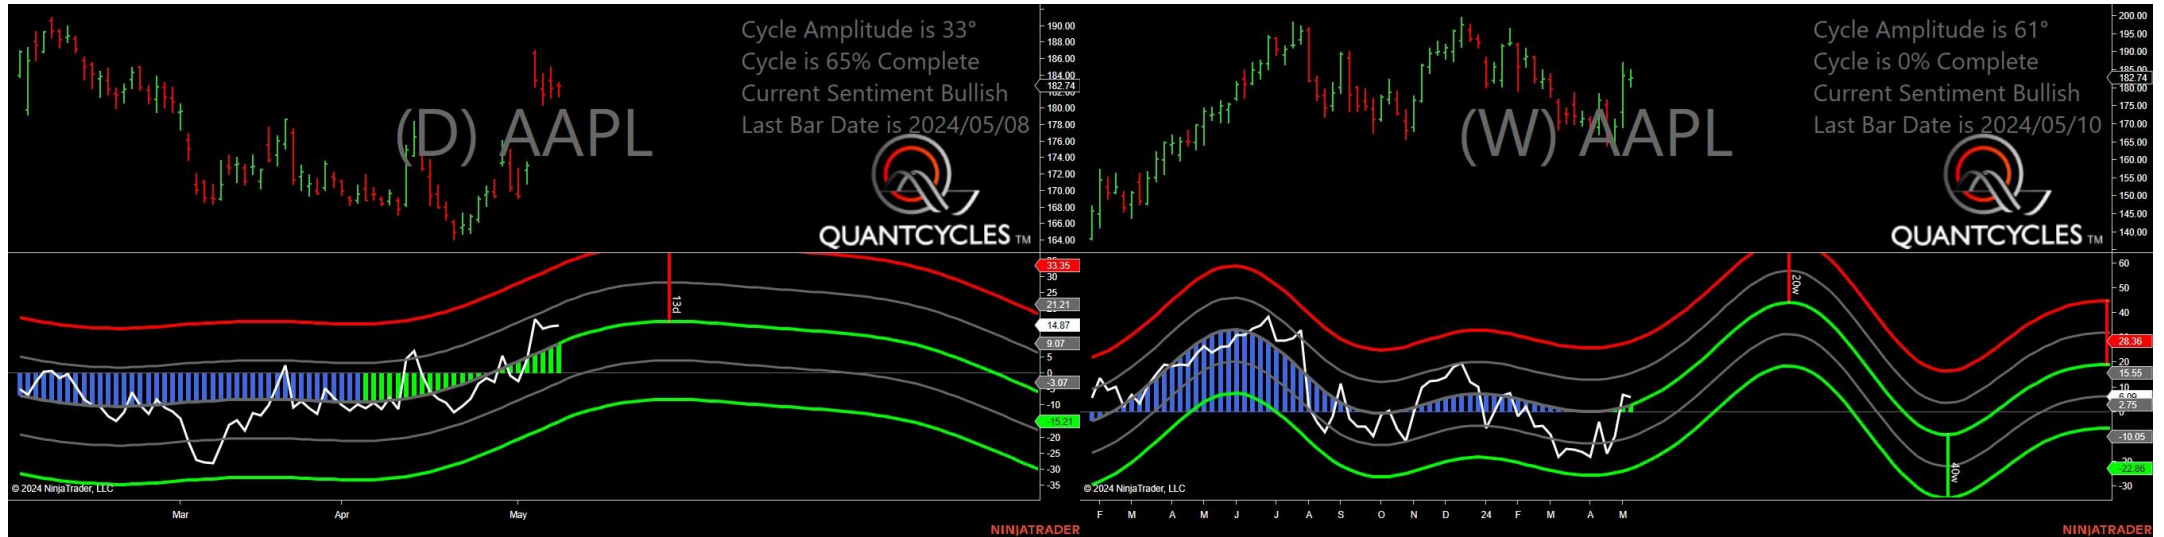 Cycle Amplitude is 33°
Cycle is 65% Complete
Current Sentiment Bullish
Last Bar Date is 2024/05/08
(D) AAPL
QUANTCYCLES TM
190.00
188.00
186.00
184.00
182.74
180.00
178.00
176.00
174.00
172.00
170.00
168.00
166.00
164.00
13d
33.35
30
25
21.21
14.87
9.07
5
0
-3.07
-10
-15.21
-20
-25
-30
-35
© 2024 NinjaTrader, LLC
Mar Apr May
NINJATRADER
Cycle Amplitude is 61°
Cycle is 0% Complete
Current Sentiment Bullish
Last Bar Date is 2024/05/10
(W) AAPL
QUANTCYCLES TM
200.00
195.00
190.00
185.00
182.74
180.00
175.00
170.00
165.00
160.00
155.00
150.00
145.00
140.00
20w
40w
60
50
40
28.36
20
15.55
10
2.75
-10.05
-22.86
-30
© 2024 NinjaTrader, LLC
F M A M J J A S O N D 24 F M A M
NINJATRADER